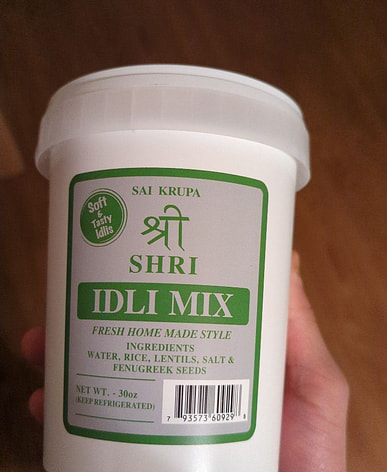 SAI KRUPA
Soft
&
Tasty
Idlis
श्री
SHRI
IDLI MIX
FRESH HOME MADE STYLE
INGREDIENTS
WATER, RICE, LENTILS, SALT &
FENUGREEK SEEDS
NET WT. - 30oz
(KEEP REFRIGERATED)
7 93573 60929 8